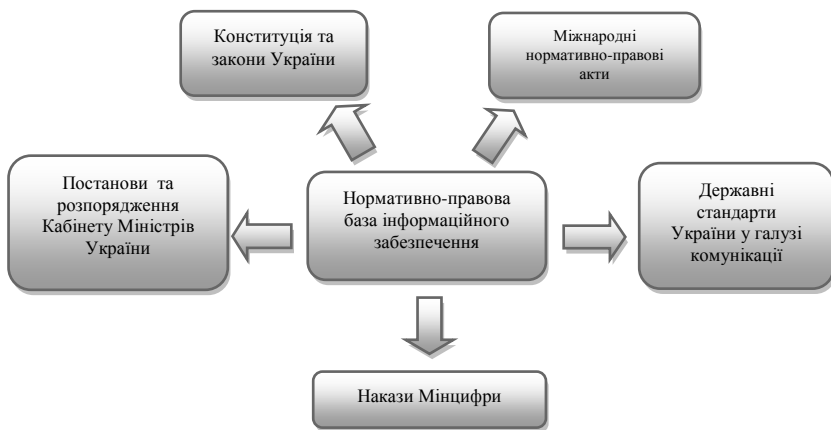 Конституція та
закони України
Міжнародні
нормативно-правові
акти
Постанови та
розпорядження
Кабінету Міністрів
України
Нормативно-правова
база інформаційного
забезпечення
Державні
стандарти
України у галузі
комунікації
Накази Мінцифри